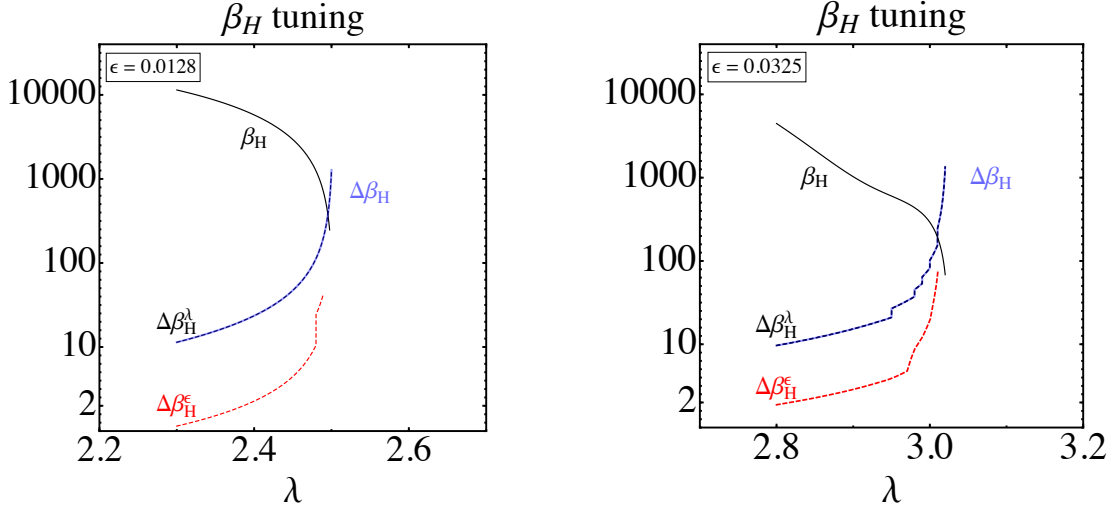 β_H tuning
ϵ = 0.0128
10000
1000
100
10
2
β_H
Δβ_H
Δβ_H^λ
Δβ_H^ϵ
2.2 2.4 2.6
λ
β_H tuning
ϵ = 0.0325
10000
1000
100
10
2
β_H
Δβ_H
Δβ_H^λ
Δβ_H^ϵ
2.8 3.0 3.2
λ